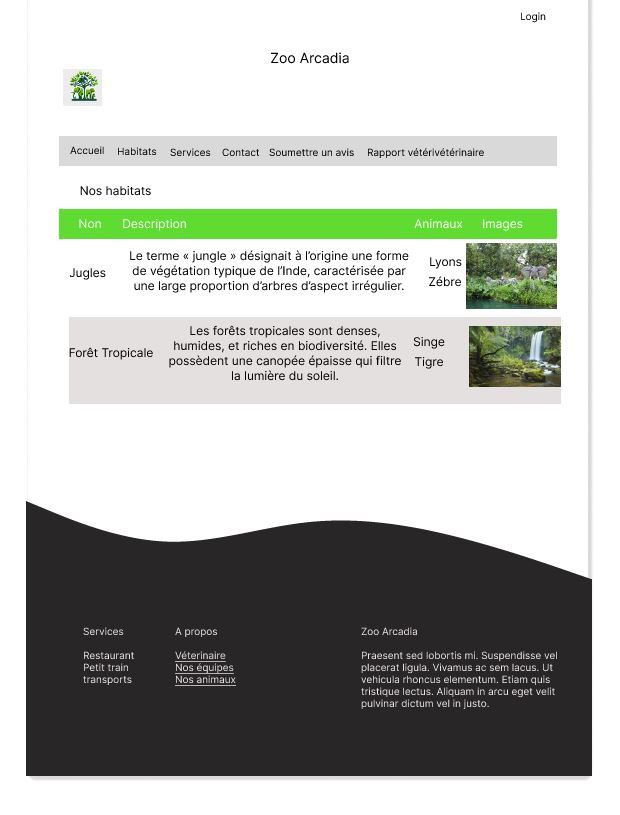 Login
Zoo Arcadia
Accueil Habitats Services Contact Soumettre un avis Rapport vétérivétérinaire
Nos habitats
Non Description Animaux Images
Jugles
Le terme « jungle » désignait à l’origine une forme
de végétation typique de l’Inde, caractérisée par
une large proportion d’arbres d’aspect irrégulier.
Lyons
Zébre
Forêt Tropicale
Les forêts tropicales sont denses,
humides, et riches en biodiversité. Elles
possèdent une canopée épaisse qui filtre
la lumière du soleil.
Singe
Tigre
Services
Restaurant
Petit train
transports
A propos
Véterinaire
Nos équipes
Nos animaux
Zoo Arcadia
Praesent sed lobortis mi. Suspendisse vel
placerat ligula. Vivamus ac sem lacus. Ut
vehicula rhoncus elementum. Etiam quis
tristique lectus. Aliquam in arcu eget velit
pulvinar dictum vel in justo.